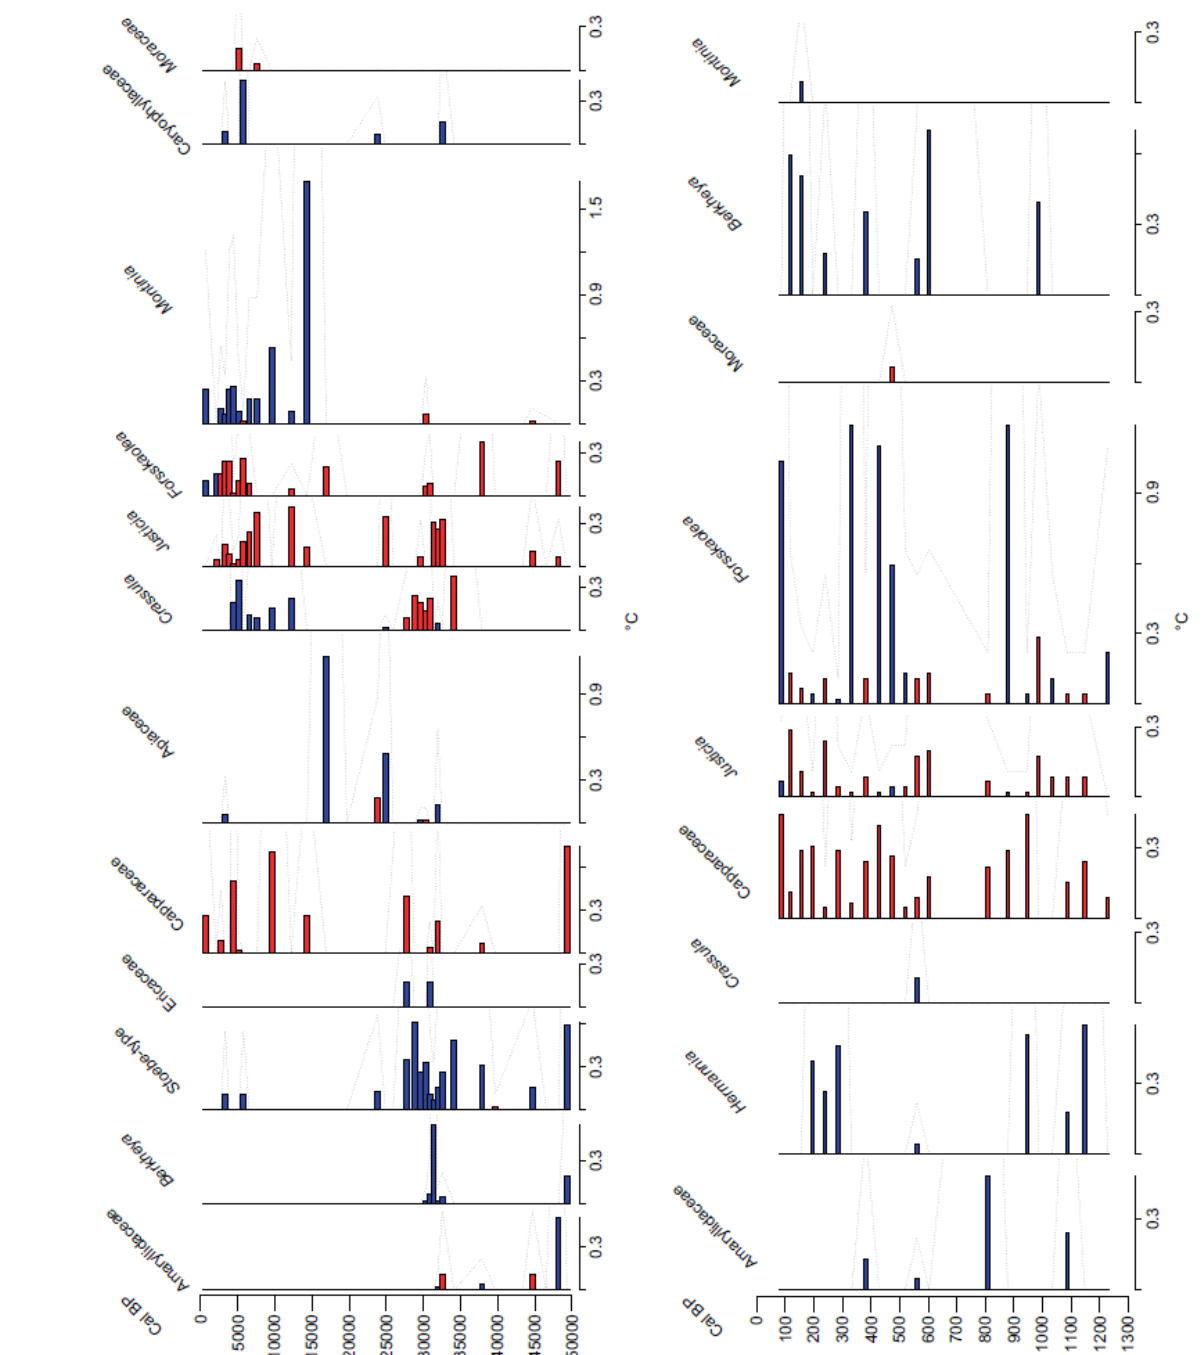 Moraceae
0.3
Caryophyllaceae
0.3
Montinia
1.5
0.9
0.3
Forsskaolea
0.3
Justicia
0.3
Crassula
0.3
°C
Apiaceae
0.9
0.3
Capparaceae
0.3
Ericaceae
0.3
Stoebe-type
0.3
Berkheya
0.3
Amaryllidaceae
0.3
Cal BP
0
5000
10000
15000
20000
25000
30000
35000
40000
45000
50000
Montinia
0.3
Berkheya
0.3
Moraceae
0.3
Forsskaolea
0.9
0.3
°C
Justicia
0.3
Capparaceae
0.3
Crassula
0.3
Hermannia
0.3
Amaryllidaceae
0.3
Cal BP
0
100
200
300
400
500
600
700
800
900
1000
1100
1200
1300